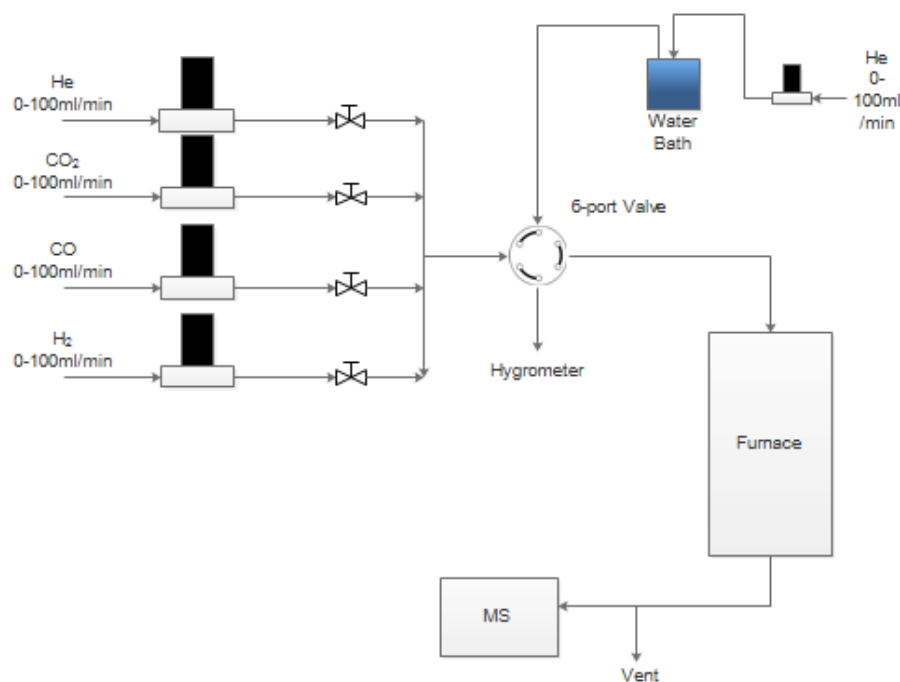 He
0-100ml/min
CO₂
0-100ml/min
CO
0-100ml/min
H₂
0-100ml/min
He
0-
100ml
/min
Water
Bath
6-port Valve
Hygrometer
Furnace
MS
Vent